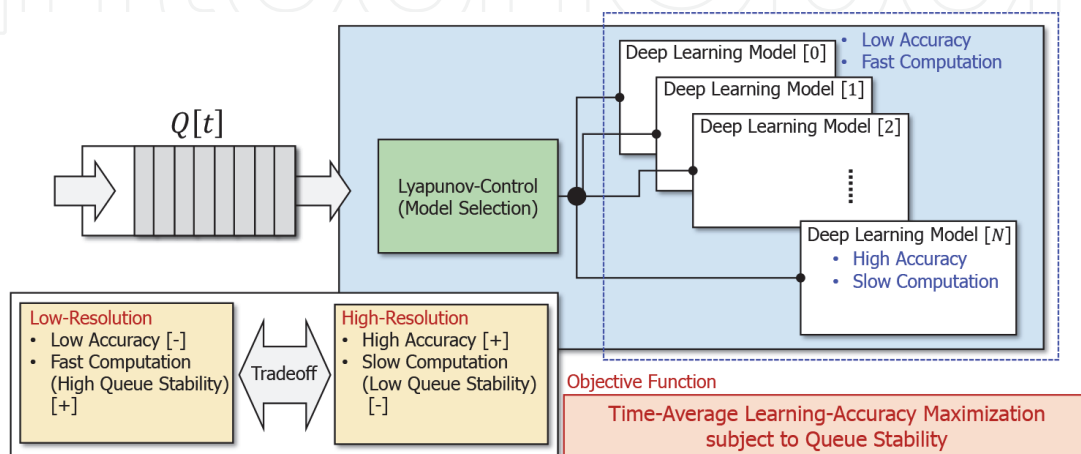 Q[t]
Lyapunov-Control
(Model Selection)
Deep Learning Model [0]
• Low Accuracy
• Fast Computation
Deep Learning Model [1]
Deep Learning Model [2]
Deep Learning Model [N]
• High Accuracy
• Slow Computation
Low-Resolution
• Low Accuracy [-]
• Fast Computation
(High Queue Stability)
[+]
Tradeoff
High-Resolution
• High Accuracy [+]
• Slow Computation
(Low Queue Stability)
[-]
Objective Function
Time-Average Learning-Accuracy Maximization
subject to Queue Stability